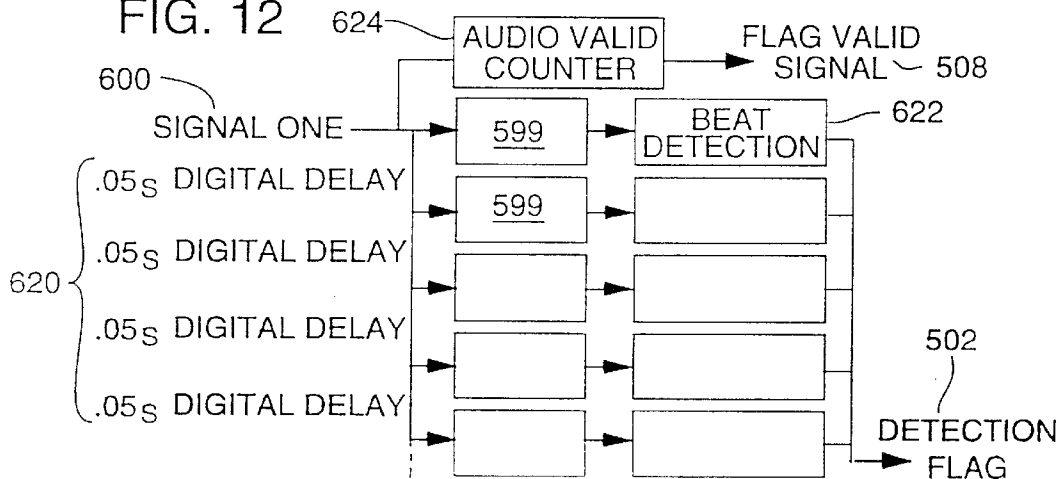 FIG. 12
624
AUDIO VALID
COUNTER
FLAG VALID
SIGNAL
508
600
SIGNAL ONE
599
BEAT
DETECTION
622
.05s DIGITAL DELAY
599
.05s DIGITAL DELAY
620
.05s DIGITAL DELAY
.05s DIGITAL DELAY
502
DETECTION
FLAG